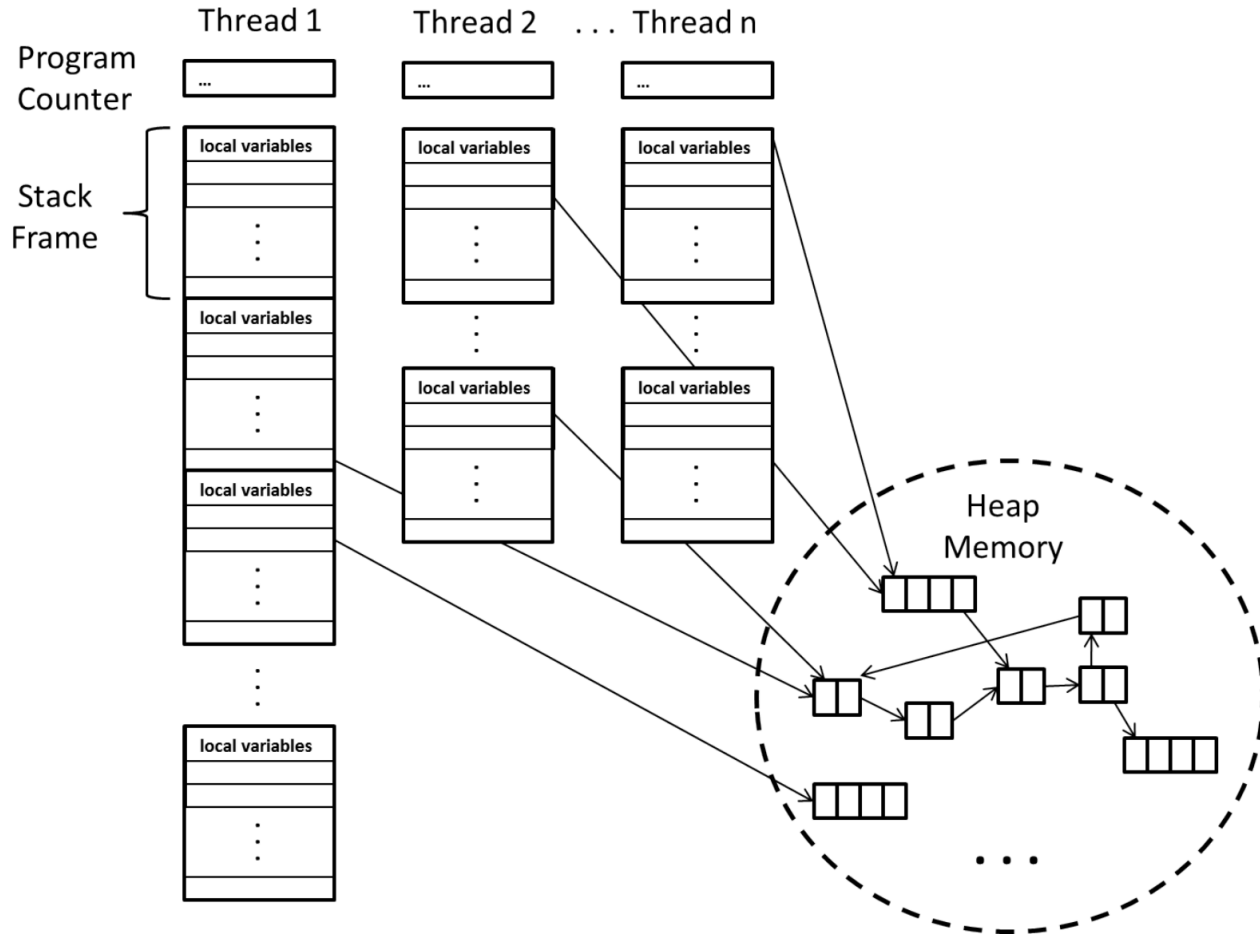 Thread 1
Thread 2
. . .
Thread n
Program
Counter
...
...
...
Stack
Frame
local variables
local variables
local variables
local variables
local variables
local variables
local variables
local variables
Heap
Memory
. . .